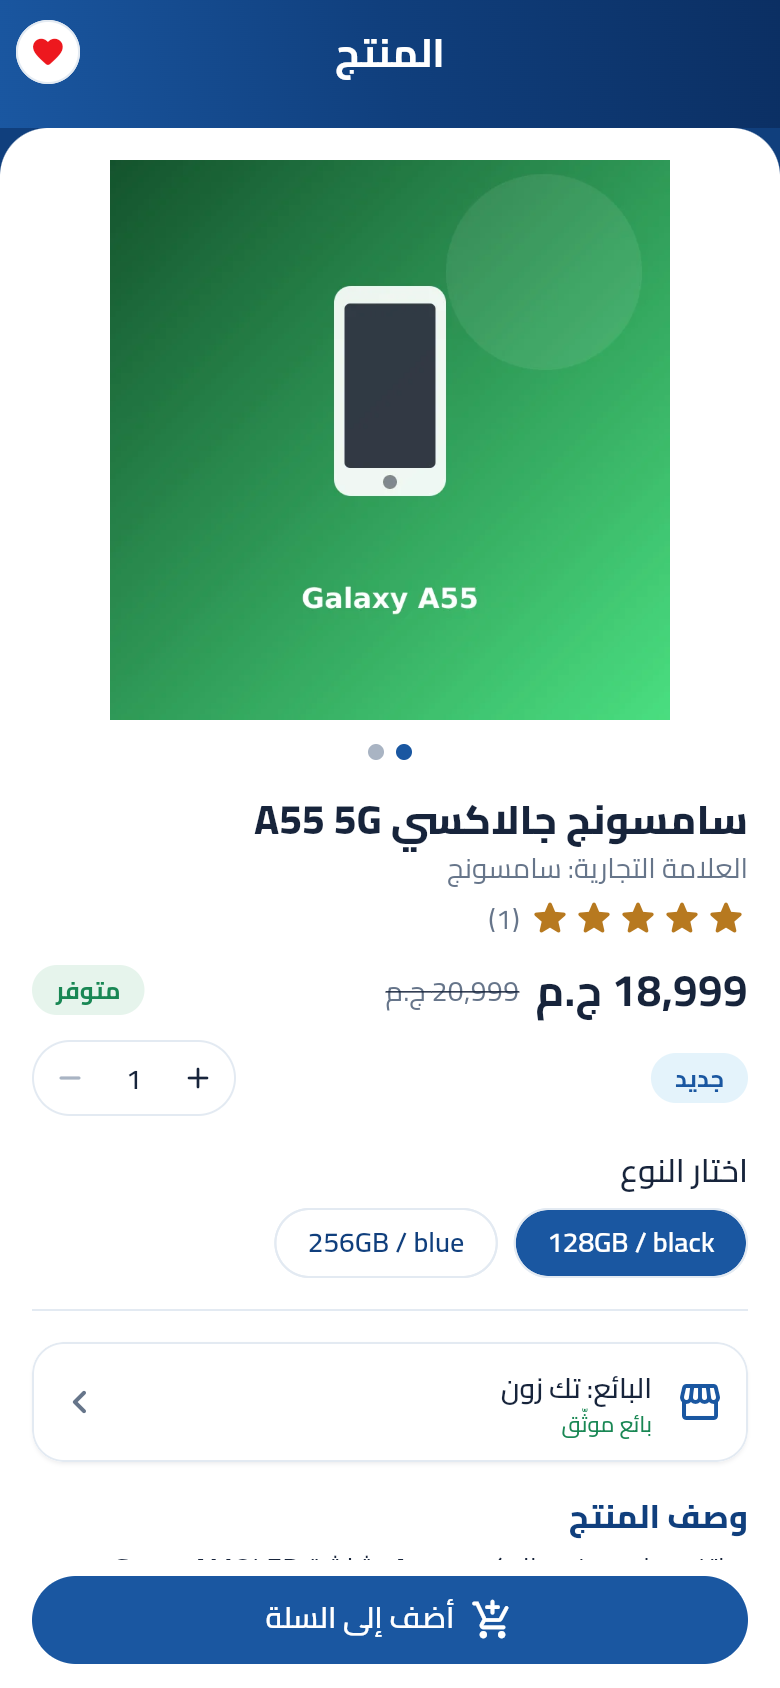 المنتج
Galaxy A55
سامسونج جالاكسي A55 5G
العلامة التجارية: سامسونج
(1)
18,999 ج.م 20,999 ج.م متوفر
جديد + 1 −
اختار النوع
128GB / black 256GB / blue
البائع: تك زون
بائع موثّق
وصف المنتج
أضف إلى السلة